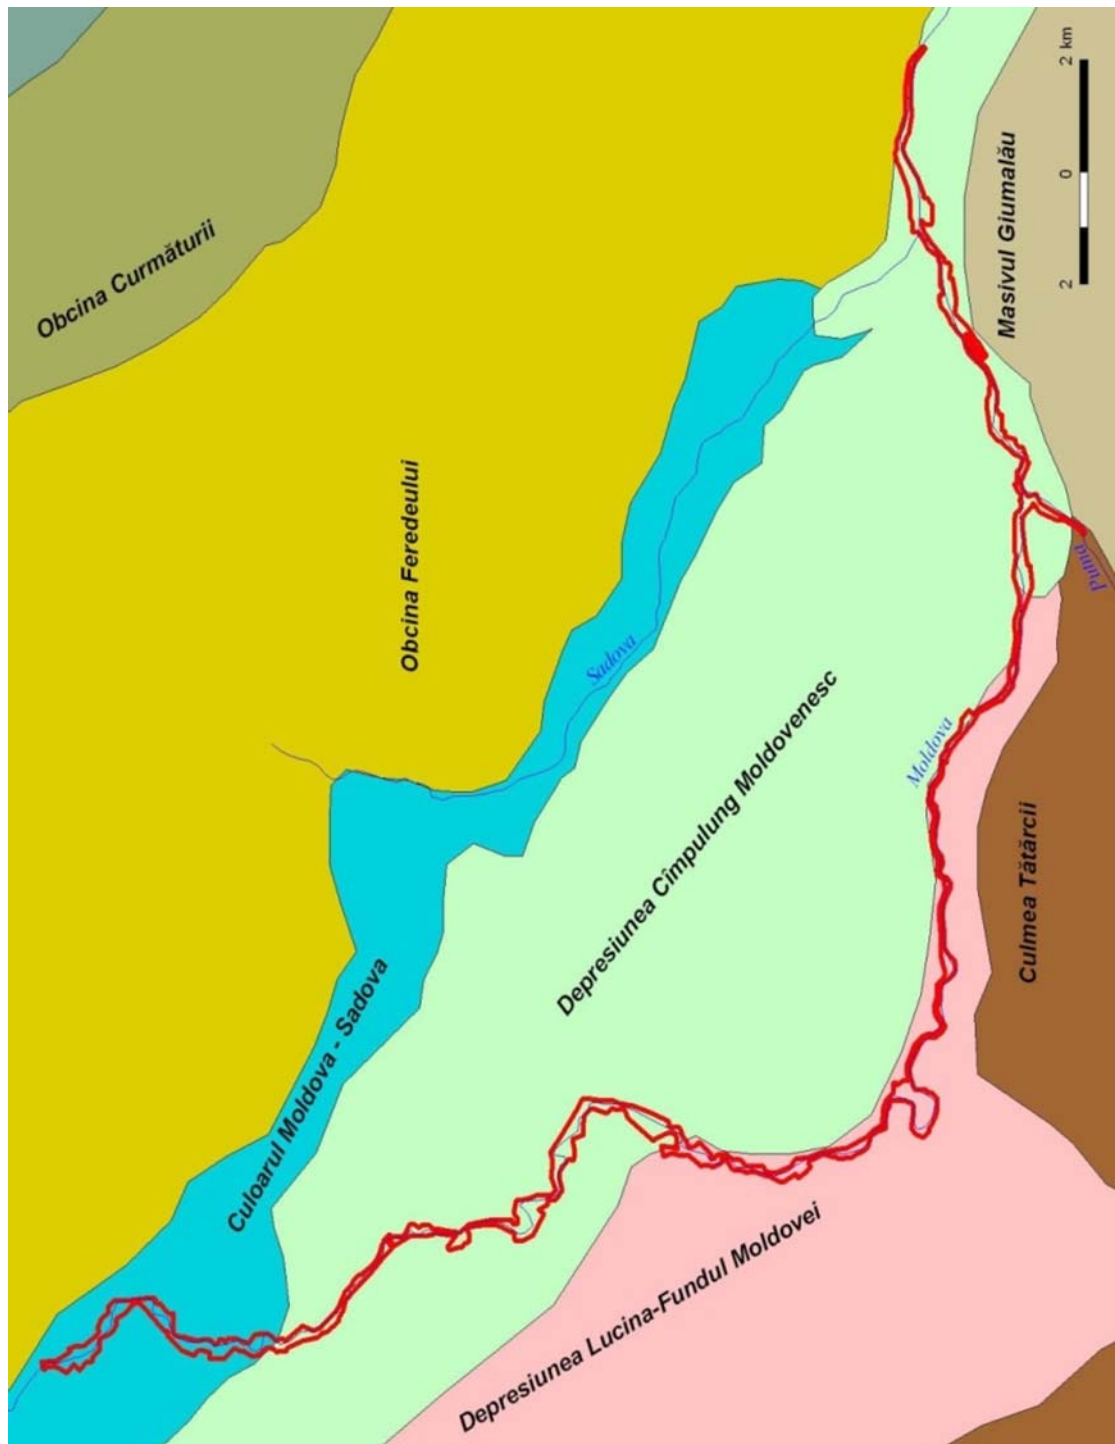 Obcina Curmăturii
Obcina Feredeului
Masivul Giumalău
2 0 2 km
Sadova
Depresiunea Cîmpulung Moldovenesc
Moldova
Putna
Culmea Tătărcii
Culoarul Moldova - Sadova
Depresiunea Lucina-Fundul Moldovei